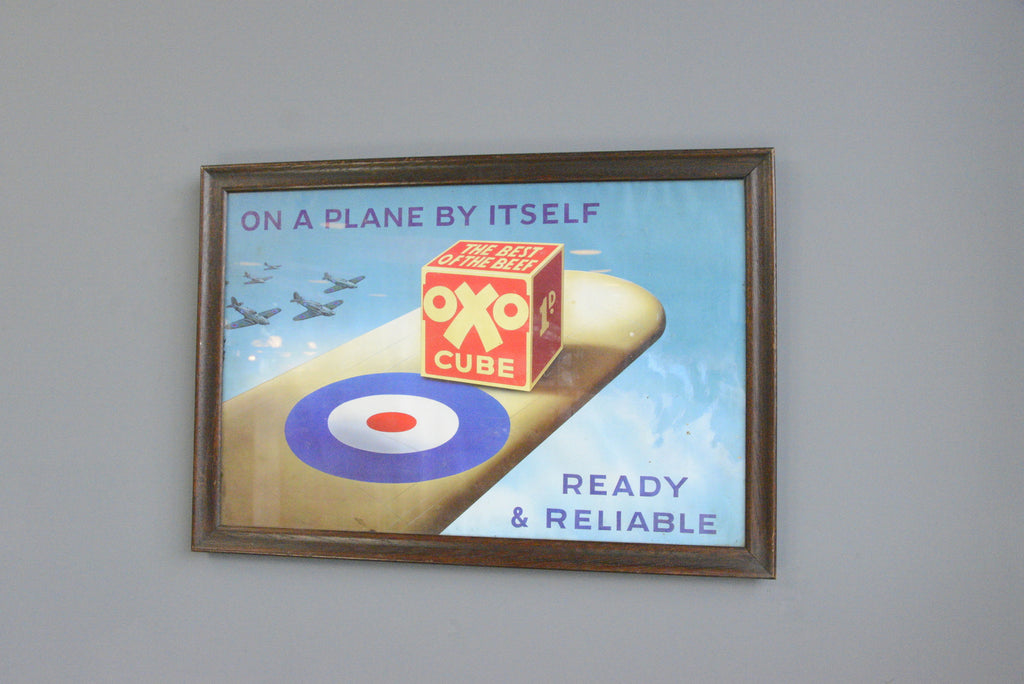 ON A PLANE BY ITSELF
THE BEST
OF THE BEEF
OXO
CUBE
1D
READY
& RELIABLE